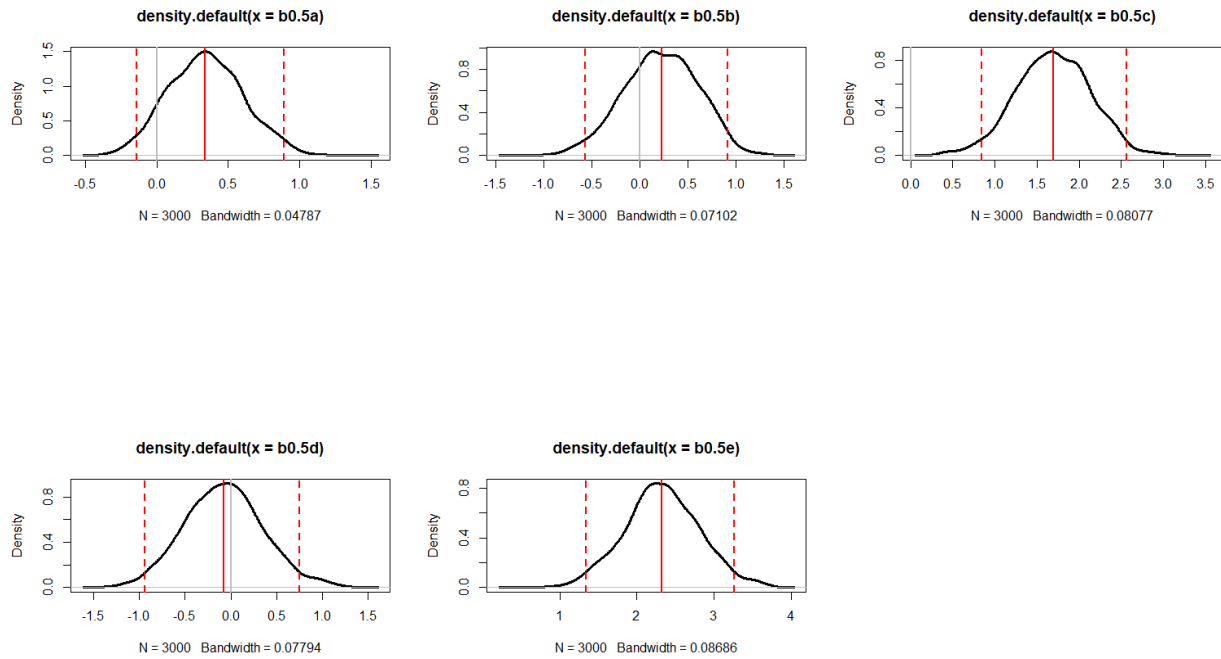 density.default(x = b0.5a)
Density
0.0 0.5 1.0 1.5
-0.5 0.0 0.5 1.0 1.5
N = 3000 Bandwidth = 0.04787
density.default(x = b0.5b)
Density
0.0 0.4 0.8
-1.5 -1.0 -0.5 0.0 0.5 1.0 1.5
N = 3000 Bandwidth = 0.07102
density.default(x = b0.5c)
Density
0.0 0.4 0.8
0.0 0.5 1.0 1.5 2.0 2.5 3.0 3.5
N = 3000 Bandwidth = 0.08077
density.default(x = b0.5d)
Density
0.0 0.4 0.8
-1.5 -1.0 -0.5 0.0 0.5 1.0 1.5
N = 3000 Bandwidth = 0.07794
density.default(x = b0.5e)
Density
0.0 0.4 0.8
1 2 3 4
N = 3000 Bandwidth = 0.08686